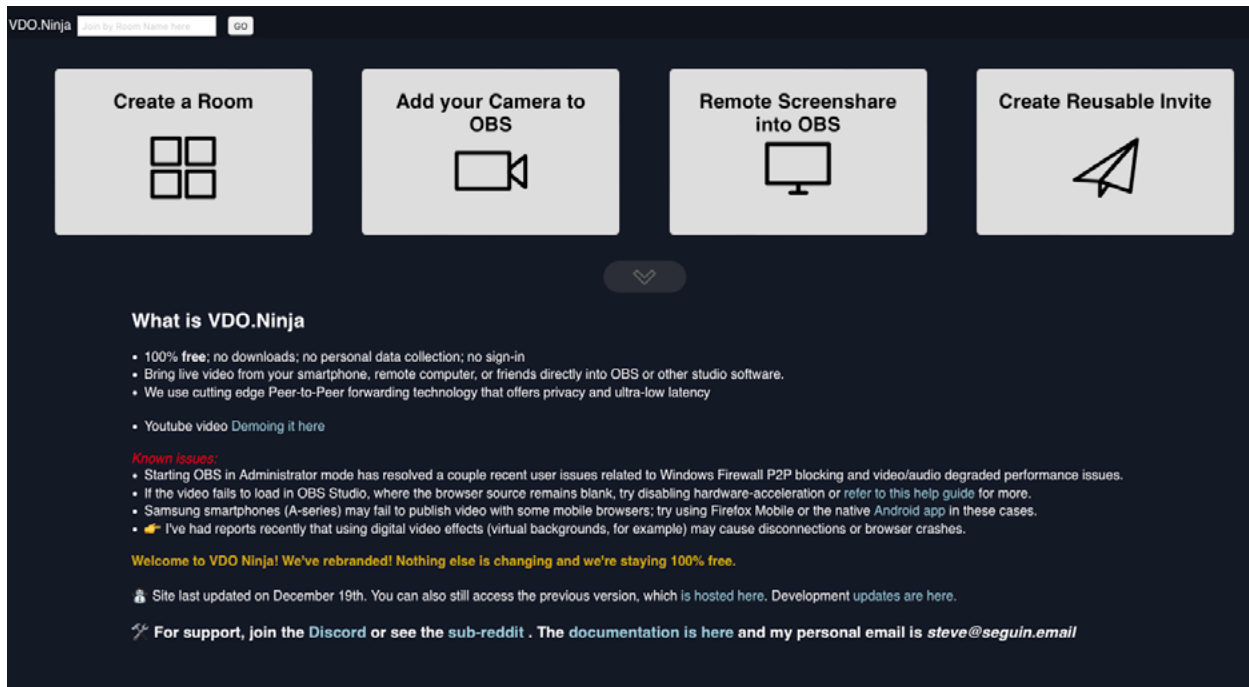 VDO.Ninja Join by Room Name here GO
Create a Room
Add your Camera to
OBS
Remote Screenshare
into OBS
Create Reusable Invite
What is VDO.Ninja
• 100% free; no downloads; no personal data collection; no sign-in
• Bring live video from your smartphone, remote computer, or friends directly into OBS or other studio software.
• We use cutting edge Peer-to-Peer forwarding technology that offers privacy and ultra-low latency
• Youtube video Demoing it here
Known issues:
• Starting OBS in Administrator mode has resolved a couple recent user issues related to Windows Firewall P2P blocking and video/audio degraded performance issues.
• If the video fails to load in OBS Studio, where the browser source remains blank, try disabling hardware-acceleration or refer to this help guide for more.
• Samsung smartphones (A-series) may fail to publish video with some mobile browsers; try using Firefox Mobile or the native Android app in these cases.
• 👉 I've had reports recently that using digital video effects (virtual backgrounds, for example) may cause disconnections or browser crashes.
Welcome to VDO Ninja! We've rebranded! Nothing else is changing and we're staying 100% free.
Site last updated on December 19th. You can also still access the previous version, which is hosted here. Development updates are here.
🛠 For support, join the Discord or see the sub-reddit . The documentation is here and my personal email is steve@seguin.email